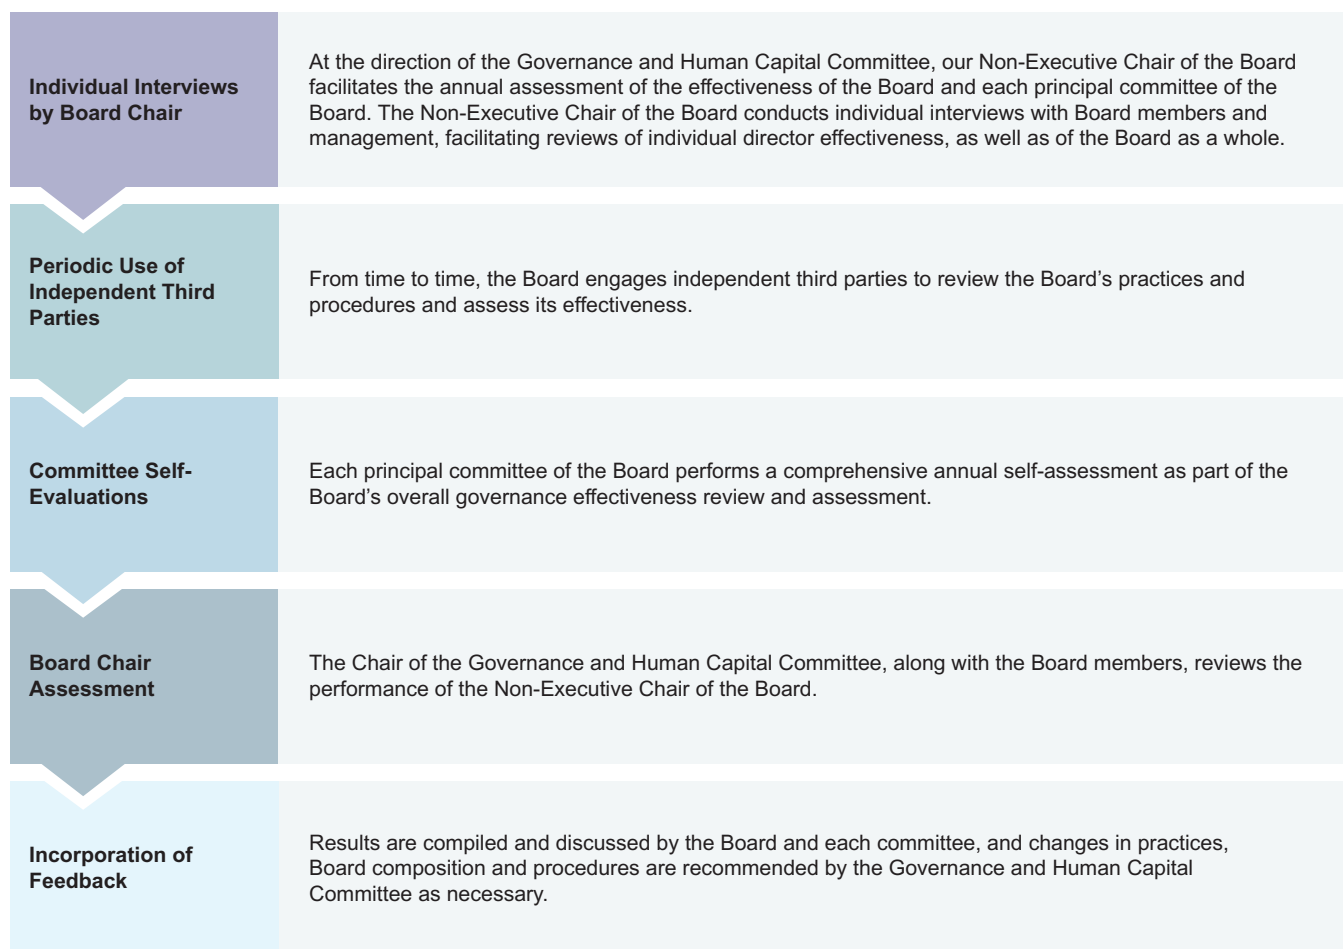 Individual Interviews
by Board Chair
At the direction of the Governance and Human Capital Committee, our Non-Executive Chair of the Board
facilitates the annual assessment of the effectiveness of the Board and each principal committee of the
Board. The Non-Executive Chair of the Board conducts individual interviews with Board members and
management, facilitating reviews of individual director effectiveness, as well as of the Board as a whole.
Periodic Use of
Independent Third
Parties
From time to time, the Board engages independent third parties to review the Board’s practices and
procedures and assess its effectiveness.
Committee Self-
Evaluations
Each principal committee of the Board performs a comprehensive annual self-assessment as part of the
Board’s overall governance effectiveness review and assessment.
Board Chair
Assessment
The Chair of the Governance and Human Capital Committee, along with the Board members, reviews the
performance of the Non-Executive Chair of the Board.
Incorporation of
Feedback
Results are compiled and discussed by the Board and each committee, and changes in practices,
Board composition and procedures are recommended by the Governance and Human Capital
Committee as necessary.